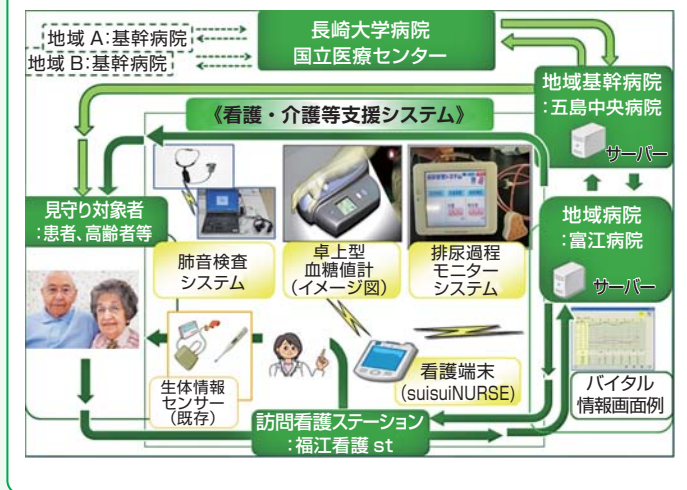 地域 A:基幹病院
地域 B:基幹病院
長崎大学病院
国立医療センター
地域基幹病院
:五島中央病院
サーバー
《看護・介護等支援システム》
見守り対象者
:患者、高齢者等
肺音検査
システム
卓上型
血糖値計
(イメージ図)
排尿過程
モニター
システム
地域病院
:富江病院
サーバー
生体情報
センサー
(既存)
看護端末
(suisuiNURSE)
バイタル
情報画面例
訪問看護ステーション
:福江看護 st